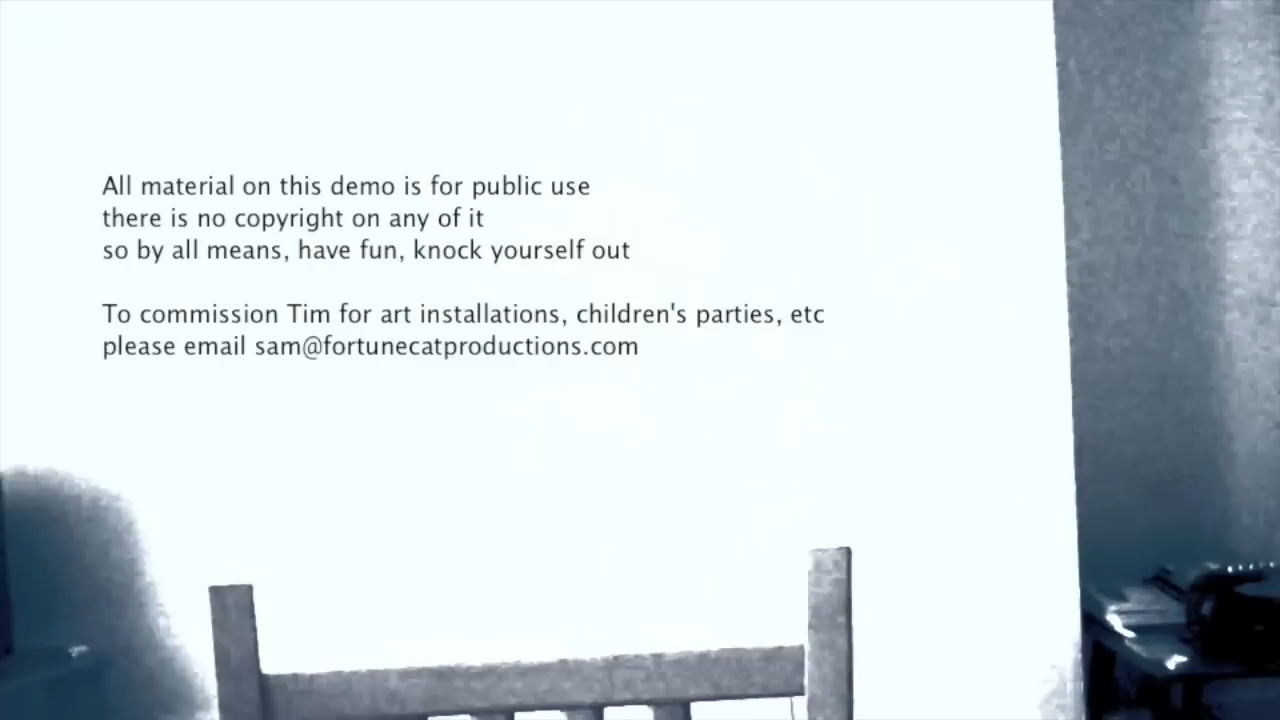 All material on this demo is for public use
there is no copyright on any of it
so by all means, have fun, knock yourself out
To commission Tim for art installations, children's parties, etc
please email sam@fortunecatproductions.com